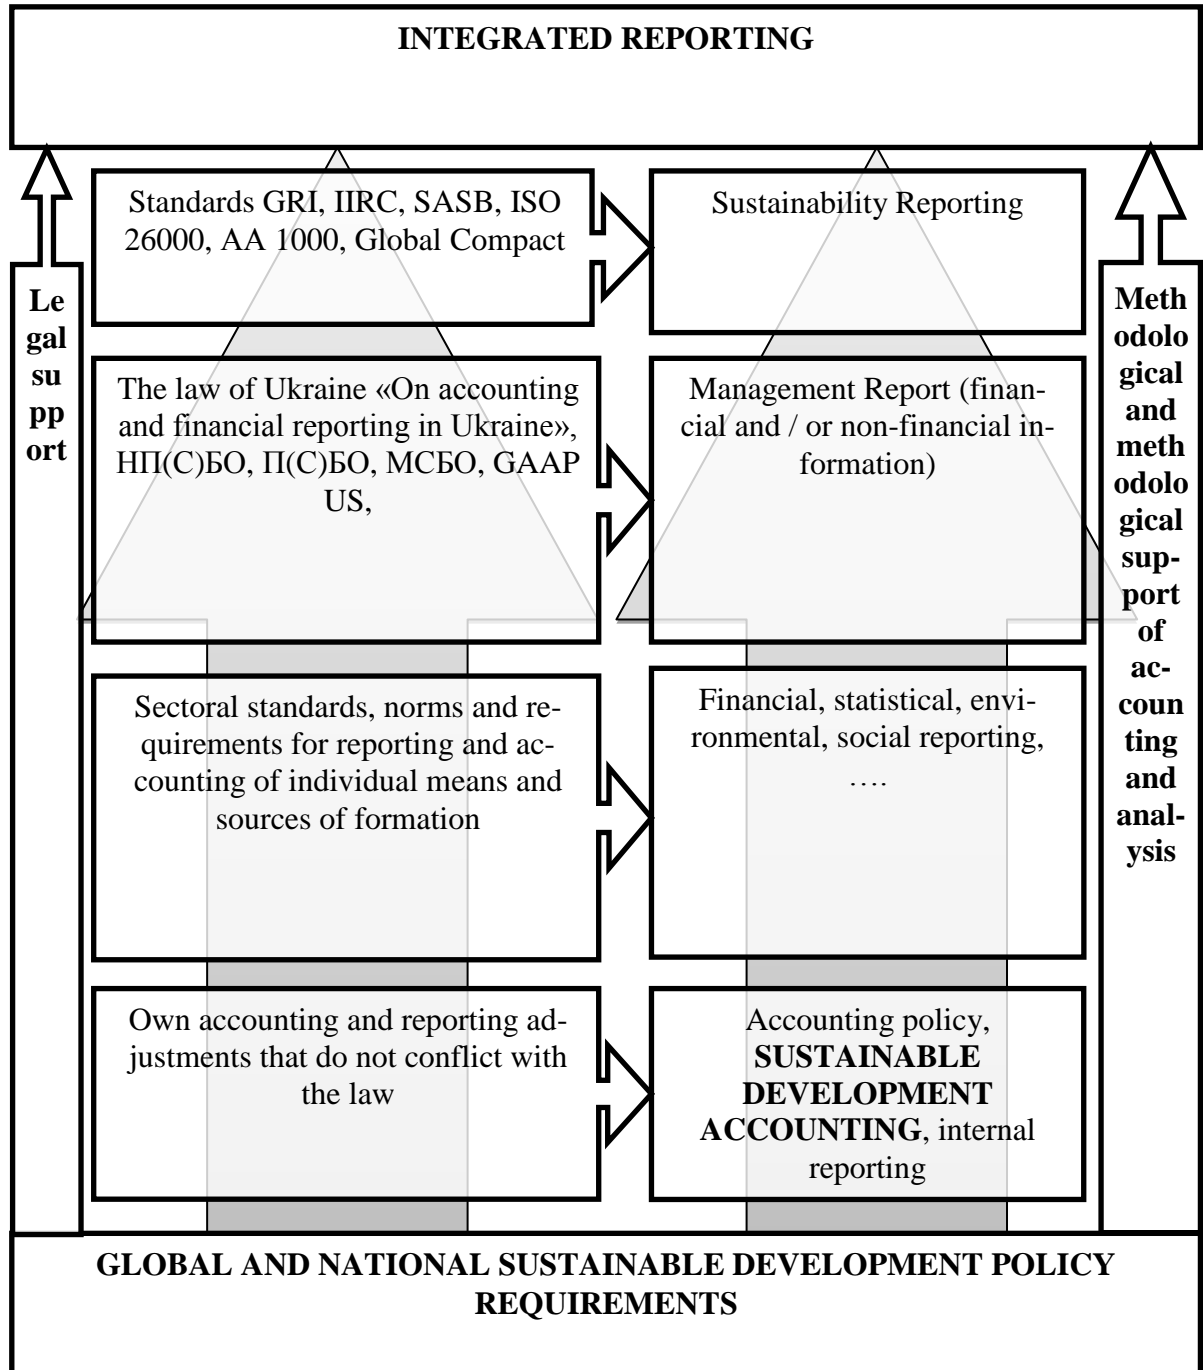 INTEGRATED REPORTING
Standards GRI, IIRC, SASB, ISO
26000, AA 1000, Global Compact
Sustainability Reporting
Le
gal
su
pp
ort
Meth
odolo
gical
and
meth
odolo
gical
sup-
port
of
ac-
coun
ting
and
anal-
ysis
The law of Ukraine «On accounting
and financial reporting in Ukraine»,
НП(С)БО, П(С)БО, МСБО, GAAP
US,
Management Report (finan-
cial and / or non-financial in-
formation)
Sectoral standards, norms and re-
quirements for reporting and ac-
counting of individual means and
sources of formation
Financial, statistical, envi-
ronmental, social reporting,
….
Own accounting and reporting ad-
justments that do not conflict with
the law
Accounting policy,
SUSTAINABLE
DEVELOPMENT
ACCOUNTING, internal
reporting
GLOBAL AND NATIONAL SUSTAINABLE DEVELOPMENT POLICY
REQUIREMENTS